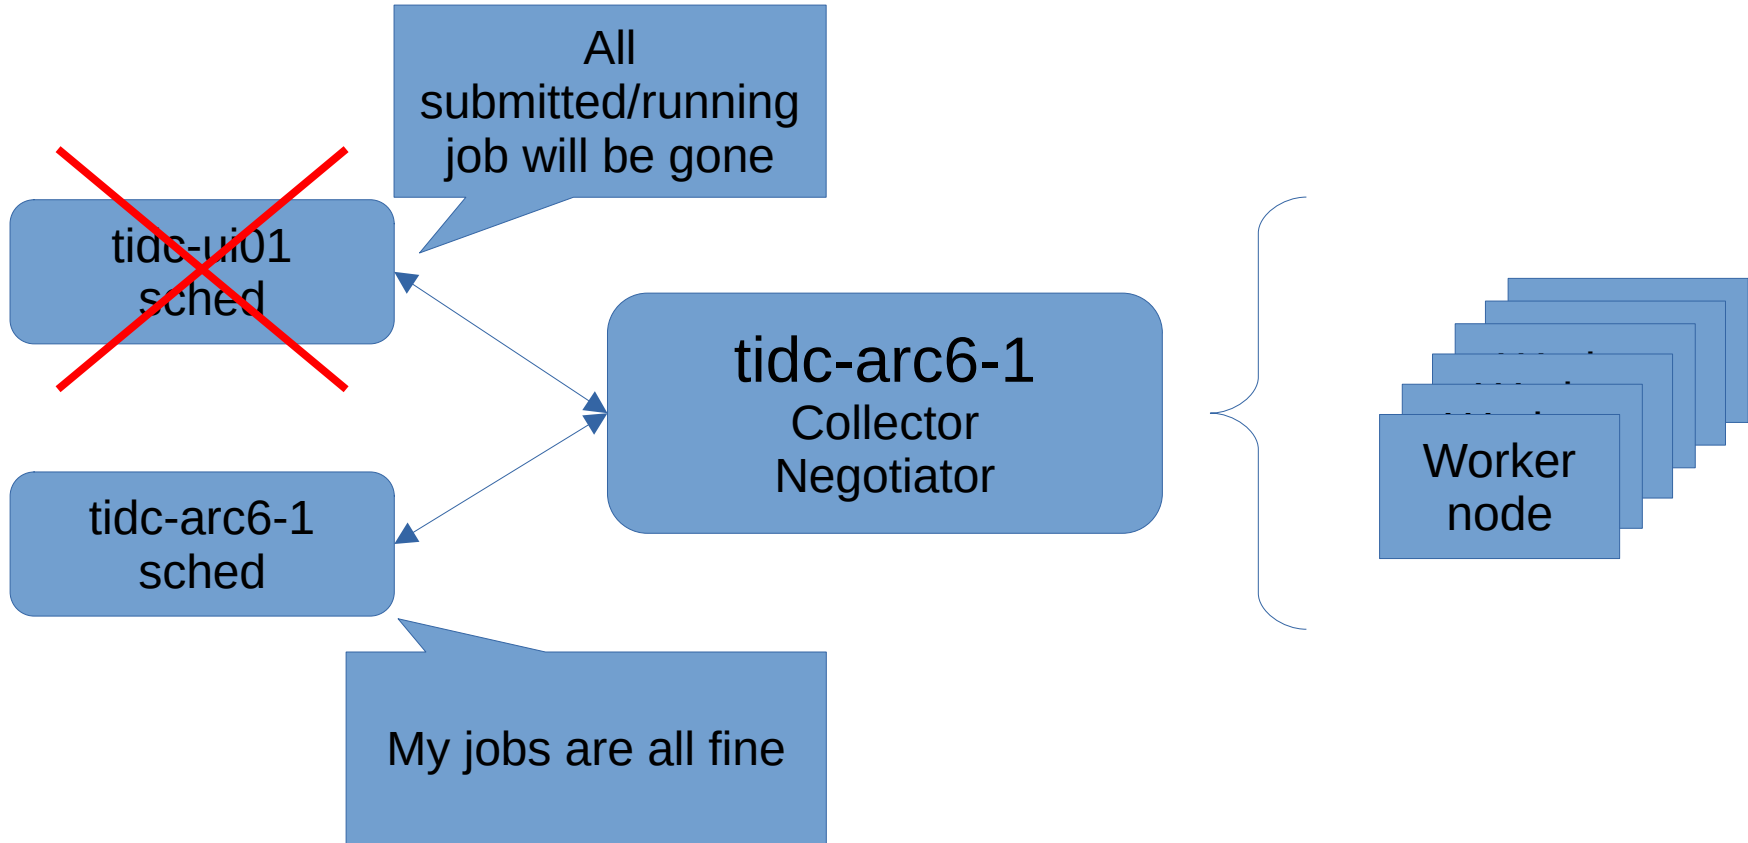 All
submitted/running
job will be gone
tidc-ui01
sched
tidc-arc6-1
Collector
Negotiator
Worker
node
tidc-arc6-1
sched
My jobs are all fine